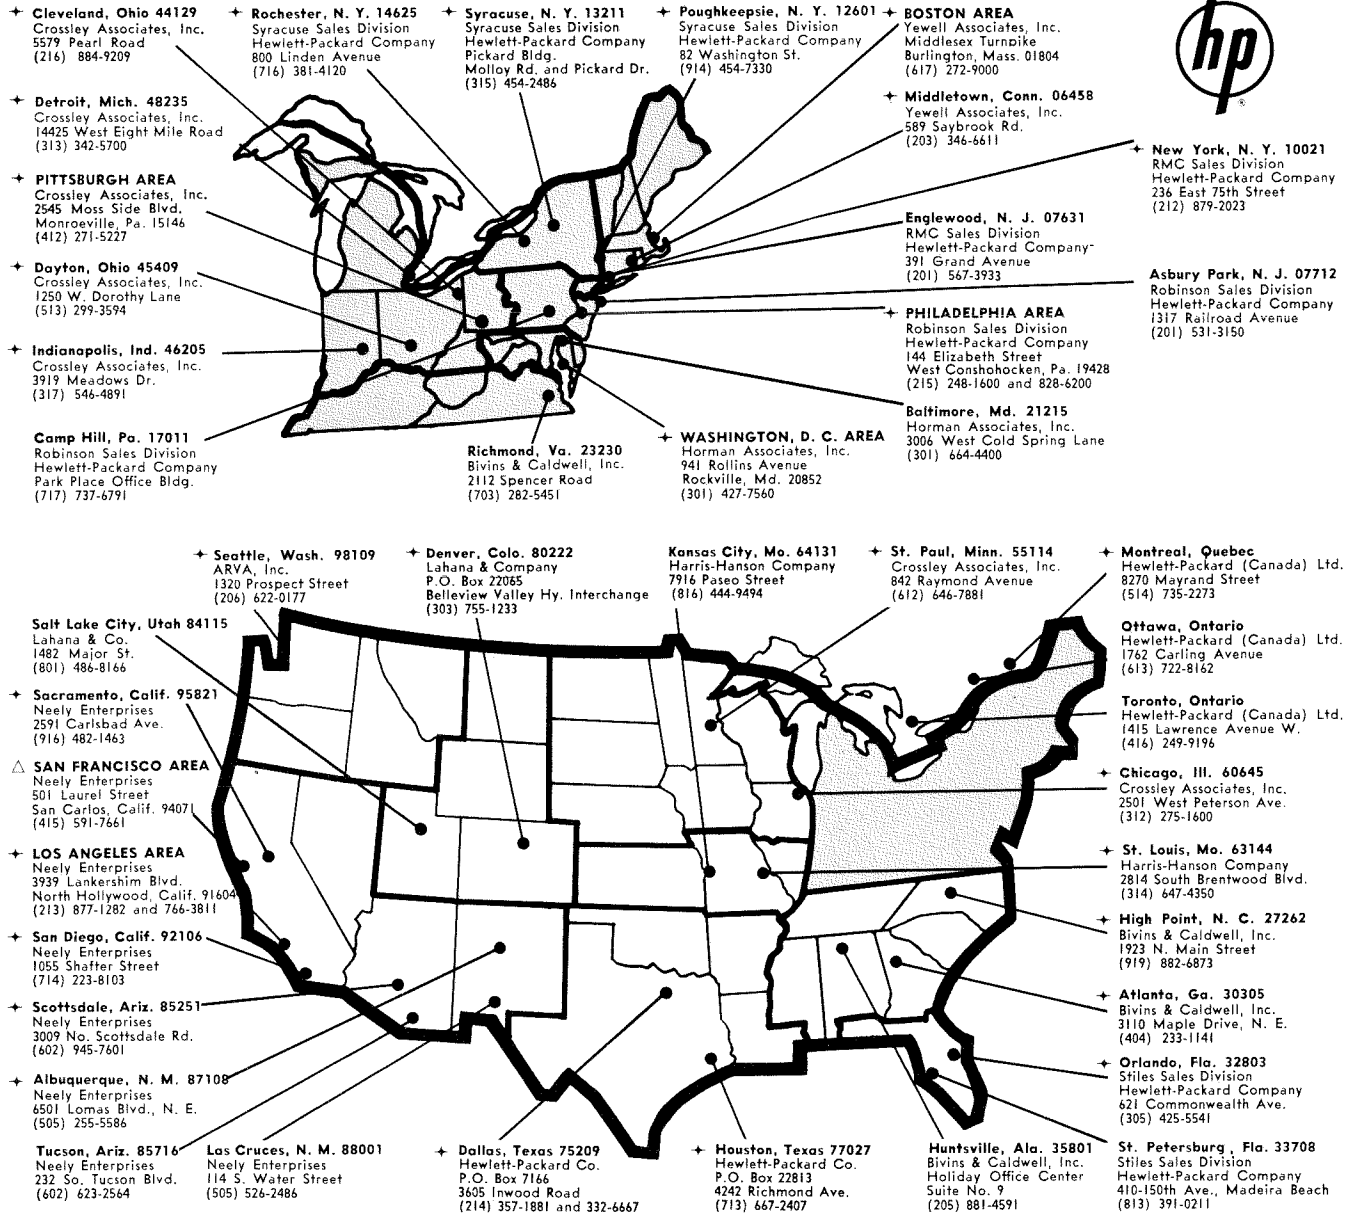 Cleveland, Ohio 44129
Crossley Associates, Inc.
5579 Pearl Road
(216) 884-9209
Rochester, N. Y. 14625
Syracuse Sales Division
Hewlett-Packard Company
800 Linden Avenue
(716) 381-4120
Syracuse, N. Y. 13211
Syracuse Sales Division
Hewlett-Packard Company
Pickard Bldg.
Molloy Rd. and Pickard Dr.
(315) 454-2486
Poughkeepsie, N. Y. 12601
Syracuse Sales Division
Hewlett-Packard Company
82 Washington St.
(914) 454-7330
BOSTON AREA
Yewell Associates, Inc.
Middlesex Turnpike
Burlington, Mass. 01804
(617) 272-9000
hp
®
Detroit, Mich. 48235
Crossley Associates, Inc.
14425 West Eight Mile Road
(313) 342-5700
Middletown, Conn. 06458
Yewell Associates, Inc.
589 Saybrook Rd.
(203) 346-6611
New York, N. Y. 10021
RMC Sales Division
Hewlett-Packard Company
236 East 75th Street
(212) 879-2023
PITTSBURGH AREA
Crossley Associates, Inc.
2545 Moss Side Blvd.
Monroeville, Pa. 15146
(412) 271-5227
Englewood, N. J. 07631
RMC Sales Division
Hewlett-Packard Company
391 Grand Avenue
(201) 567-3933
Dayton, Ohio 45409
Crossley Associates, Inc.
1250 W. Dorothy Lane
(513) 299-3594
Asbury Park, N. J. 07712
Robinson Sales Division
Hewlett-Packard Company
1317 Railroad Avenue
(201) 531-3150
PHILADELPHIA AREA
Robinson Sales Division
Hewlett-Packard Company
144 Elizabeth Street
West Conshohocken, Pa. 19428
(215) 248-1600 and 828-6200
Indianapolis, Ind. 46205
Crossley Associates, Inc.
3919 Meadows Dr.
(317) 546-4891
Baltimore, Md. 21215
Horman Associates, Inc.
3006 West Cold Spring Lane
(301) 664-4400
Camp Hill, Pa. 17011
Robinson Sales Division
Hewlett-Packard Company
Park Place Office Bldg.
(717) 737-6791
Richmond, Va. 23230
Bivins & Caldwell, Inc.
2112 Spencer Road
(703) 282-5451
WASHINGTON, D. C. AREA
Horman Associates, Inc.
941 Rollins Avenue
Rockville, Md. 20852
(301) 427-7560
Seattle, Wash. 98109
ARVA, Inc.
1320 Prospect Street
(206) 622-0177
Denver, Colo. 80222
Lahana & Company
P.O. Box 22065
Belleview Valley Hy. Interchange
(303) 755-1233
Kansas City, Mo. 64131
Harris-Hanson Company
7916 Paseo Street
(816) 444-9494
St. Paul, Minn. 55114
Crossley Associates, Inc.
842 Raymond Avenue
(612) 646-7881
Montreal, Quebec
Hewlett-Packard (Canada) Ltd.
8270 Mayrand Street
(514) 735-2273
Salt Lake City, Utah 84115
Lahana & Co.
1482 Major St.
(801) 486-8166
Ottawa, Ontario
Hewlett-Packard (Canada) Ltd.
1762 Carling Avenue
(613) 722-8162
Sacramento, Calif. 95821
Neely Enterprises
2591 Carlsbad Ave.
(916) 482-1463
Toronto, Ontario
Hewlett-Packard (Canada) Ltd.
1415 Lawrence Avenue W.
(416) 249-9196
SAN FRANCISCO AREA
Neely Enterprises
501 Laurel Street
San Carlos, Calif. 94071
(415) 591-7661
Chicago, Ill. 60645
Crossley Associates, Inc.
2501 West Peterson Ave.
(312) 275-1600
LOS ANGELES AREA
Neely Enterprises
3939 Lankershim Blvd.
North Hollywood, Calif. 91604
(213) 877-1282 and 766-3811
St. Louis, Mo. 63144
Harris-Hanson Company
2814 South Brentwood Blvd.
(314) 647-4350
San Diego, Calif. 92106
Neely Enterprises
1055 Shafter Street
(714) 223-8103
High Point, N. C. 27262
Bivins & Caldwell, Inc.
1923 N. Main Street
(919) 882-6873
Scottsdale, Ariz. 85251
Neely Enterprises
3009 No. Scottsdale Rd.
(602) 945-7601
Atlanta, Ga. 30305
Bivins & Caldwell, Inc.
3110 Maple Drive, N. E.
(404) 233-1141
Albuquerque, N. M. 87108
Neely Enterprises
6501 Lomas Blvd., N. E.
(505) 255-5586
Orlando, Fla. 32803
Stiles Sales Division
Hewlett-Packard Company
621 Commonwealth Ave.
(305) 425-5541
Tucson, Ariz. 85716
Neely Enterprises
232 So. Tucson Blvd.
(602) 623-2564
Las Cruces, N. M. 88001
Neely Enterprises
114 S. Water Street
(505) 526-2486
Dallas, Texas 75209
Hewlett-Packard Co.
P.O. Box 7166
3605 Inwood Road
(214) 357-1881 and 332-6667
Houston, Texas 77027
Hewlett-Packard Co.
P.O. Box 22813
4242 Richmond Ave.
(713) 667-2407
Huntsville, Ala. 35801
Bivins & Caldwell, Inc.
Holiday Office Center
Suite No. 9
(205) 881-4591
St. Petersburg, Fla. 33708
Stiles Sales Division
Hewlett-Packard Company
410-150th Ave., Madeira Beach
(813) 391-0211